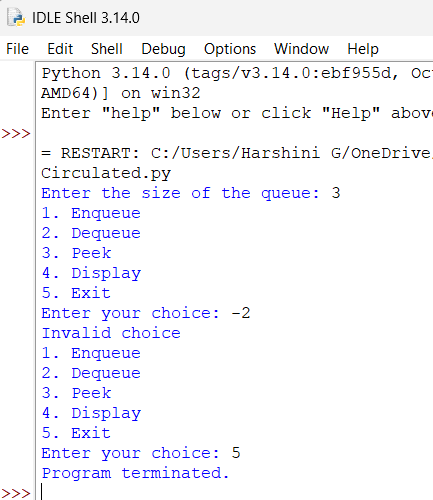 IDLE Shell 3.14.0
File Edit Shell Debug Options Window Help
Python 3.14.0 (tags/v3.14.0:ebf955d, Oc
AMD64)] on win32
Enter "help" below or click "Help" abov
>>>
= RESTART: C:/Users/Harshini G/OneDrive
Circulated.py
Enter the size of the queue: 3
1. Enqueue
2. Dequeue
3. Peek
4. Display
5. Exit
Enter your choice: -2
Invalid choice
1. Enqueue
2. Dequeue
3. Peek
4. Display
5. Exit
Enter your choice: 5
Program terminated.
>>>